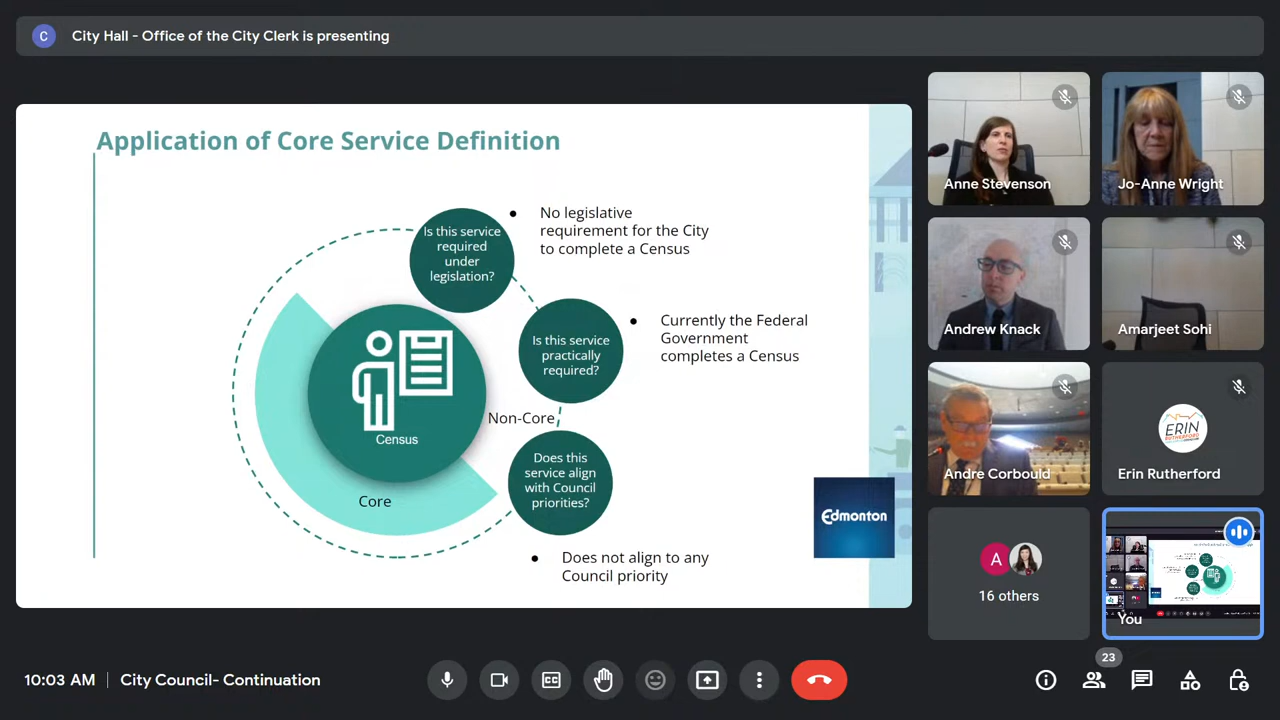 C
City Hall - Office of the City Clerk is presenting
Application of Core Service Definition
Is this service
required
under
legislation?
No legislative
requirement for the City
to complete a Census
Is this service
practically
required?
Currently the Federal
Government
completes a Census
Census
Non-Core
Core
Does this
service align
with Council
priorities?
Does not align to any
Council priority
Edmonton
Anne Stevenson
Jo-Anne Wright
Andrew Knack
Amarjeet Sohi
Andre Corbould
ERIN
RUTHERFORD
Erin Rutherford
A
16 others
You
10:03 AM
City Council- Continuation
23